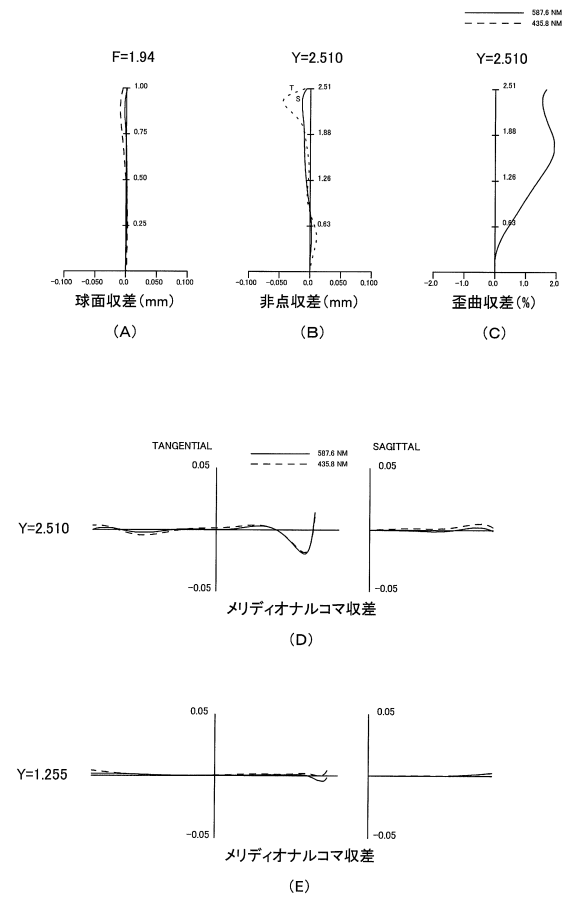 587.6 NM
435.8 NM
F=1.94
Y=2.510
Y=2.510
1.00
0.75
0.50
0.25
-0.100
-0.050
0.0
0.050
0.100
球面収差(mm)
(A)
T
S
2.51
1.88
1.26
0.63
-0.100
-0.050
0.0
0.050
0.100
非点収差(mm)
(B)
2.51
1.88
1.26
0.63
-2.0
-1.0
0.0
1.0
2.0
歪曲収差(%)
(C)
TANGENTIAL
587.6 NM
435.8 NM
SAGITTAL
0.05
0.05
Y=2.510
-0.05
-0.05
メリディオナルコマ収差
(D)
0.05
0.05
Y=1.255
-0.05
-0.05
メリディオナルコマ収差
(E)